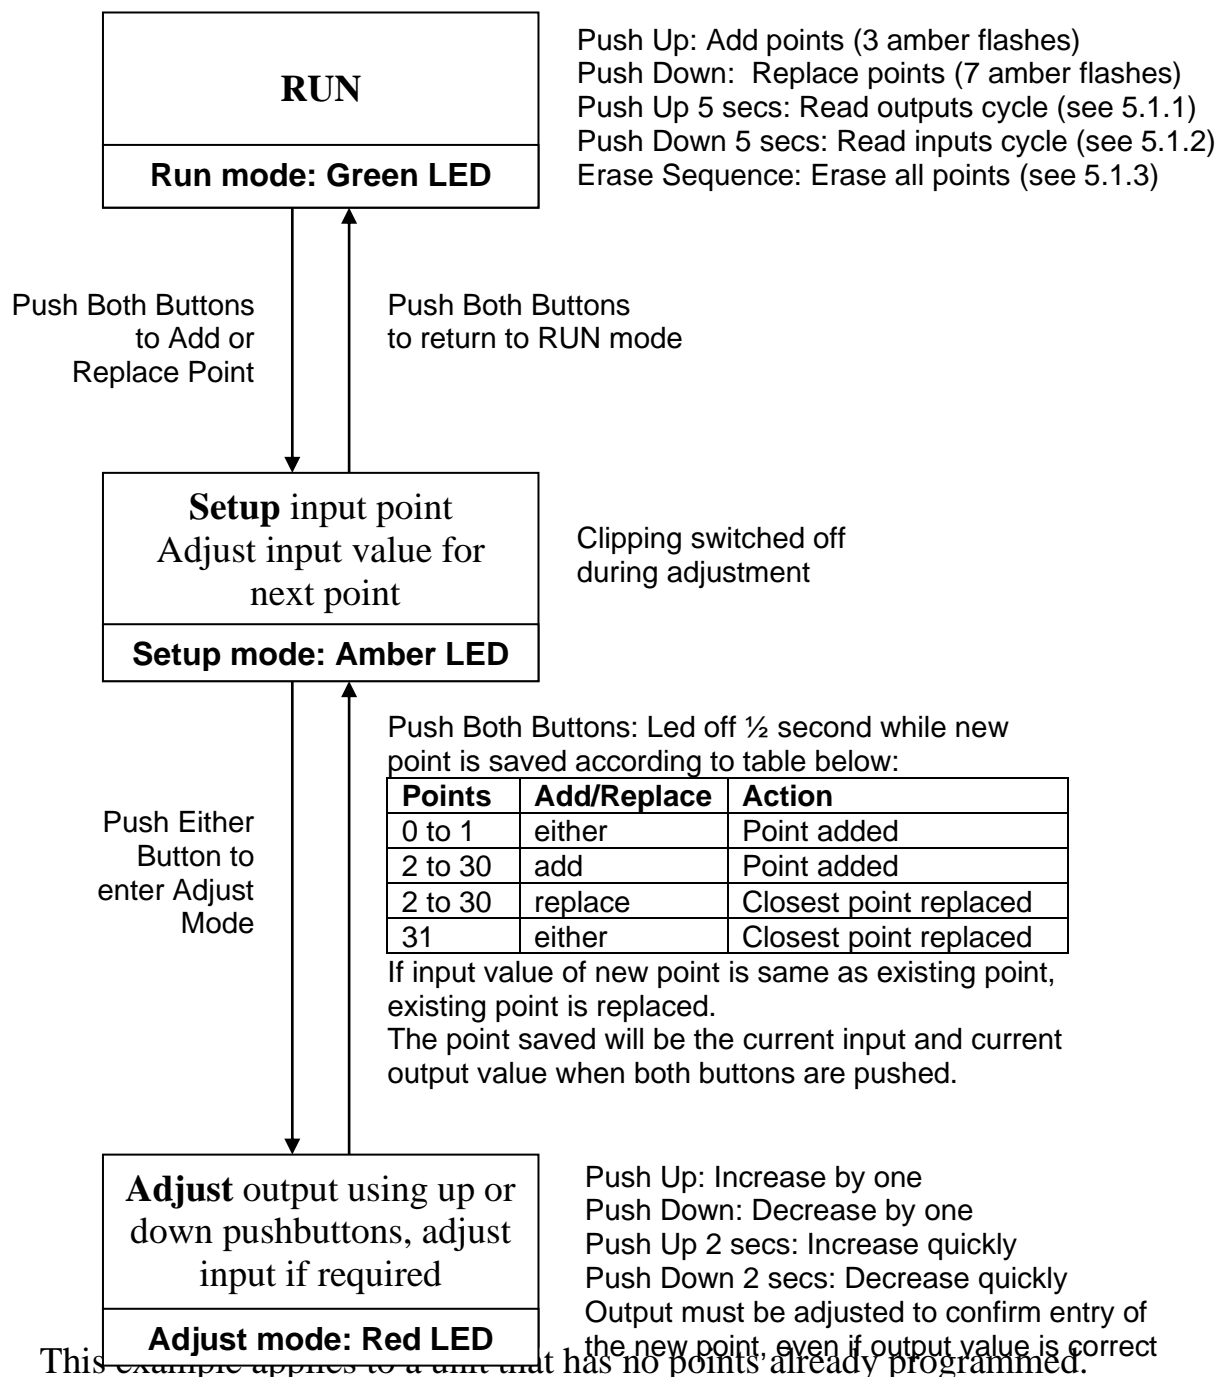 RUN
Run mode: Green LED
Push Up: Add points (3 amber flashes)
Push Down:  Replace points (7 amber flashes)
Push Up 5 secs: Read outputs cycle (see 5.1.1)
Push Down 5 secs: Read inputs cycle (see 5.1.2)
Erase Sequence: Erase all points (see 5.1.3)
Push Both Buttons
to Add or
Replace Point
Push Both Buttons
to return to RUN mode
Setup input point
Adjust input value for
next point
Setup mode: Amber LED
Clipping switched off
during adjustment
Push Either
Button to
enter Adjust
Mode
Push Both Buttons: Led off ½ second while new
point is saved according to table below:
Points Add/Replace Action
0 to 1 either Point added
2 to 30 add Point added
2 to 30 replace Closest point replaced
31 either Closest point replaced
If input value of new point is same as existing point,
existing point is replaced.
The point saved will be the current input and current
output value when both buttons are pushed.
Adjust output using up or
down pushbuttons, adjust
input if required
Adjust mode: Red LED
Push Up: Increase by one
Push Down: Decrease by one
Push Up 2 secs: Increase quickly
Push Down 2 secs: Decrease quickly
Output must be adjusted to confirm entry of
the new point, even if output value is correct
This example applies to a unit that has no points already programmed.